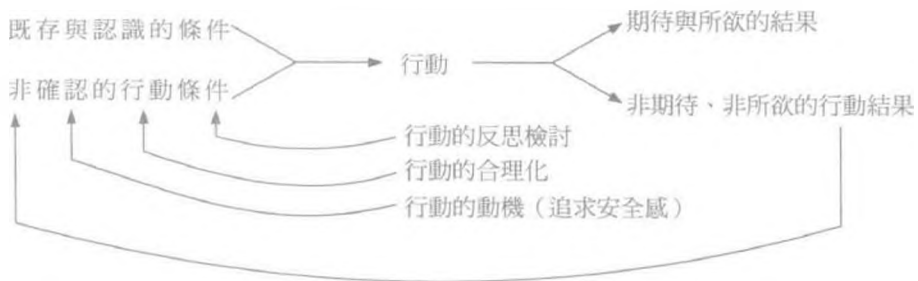 既存與認識的條件
行動
期待與所欲的結果
非確認的行動條件
非期待、非所欲的行動結果
行動的反思檢討
行動的合理化
行動的動機（追求安全感）